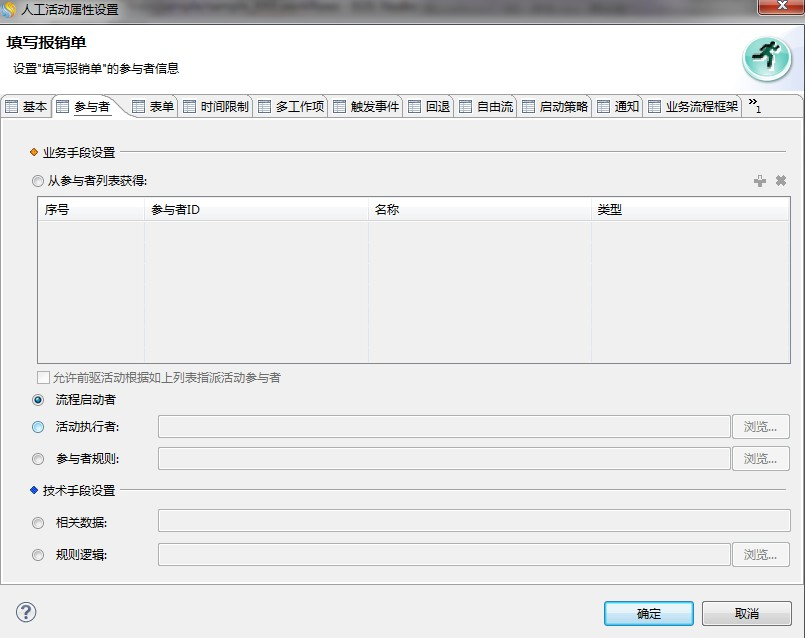 人工活动属性设置
填写报销单
设置"填写报销单"的参与者信息
基本 参与者 表单 时间限制 多工作项 触发事件 回退 自由流 启动策略 通知 业务流程框架 »1
业务手段设置
从参与者列表获得:
序号 参与者ID 名称 类型
允许前驱活动根据如上列表指派活动参与者
流程启动者
活动执行者: 浏览...
参与者规则: 浏览...
技术手段设置
相关数据:
规则逻辑: 浏览...
确定 取消